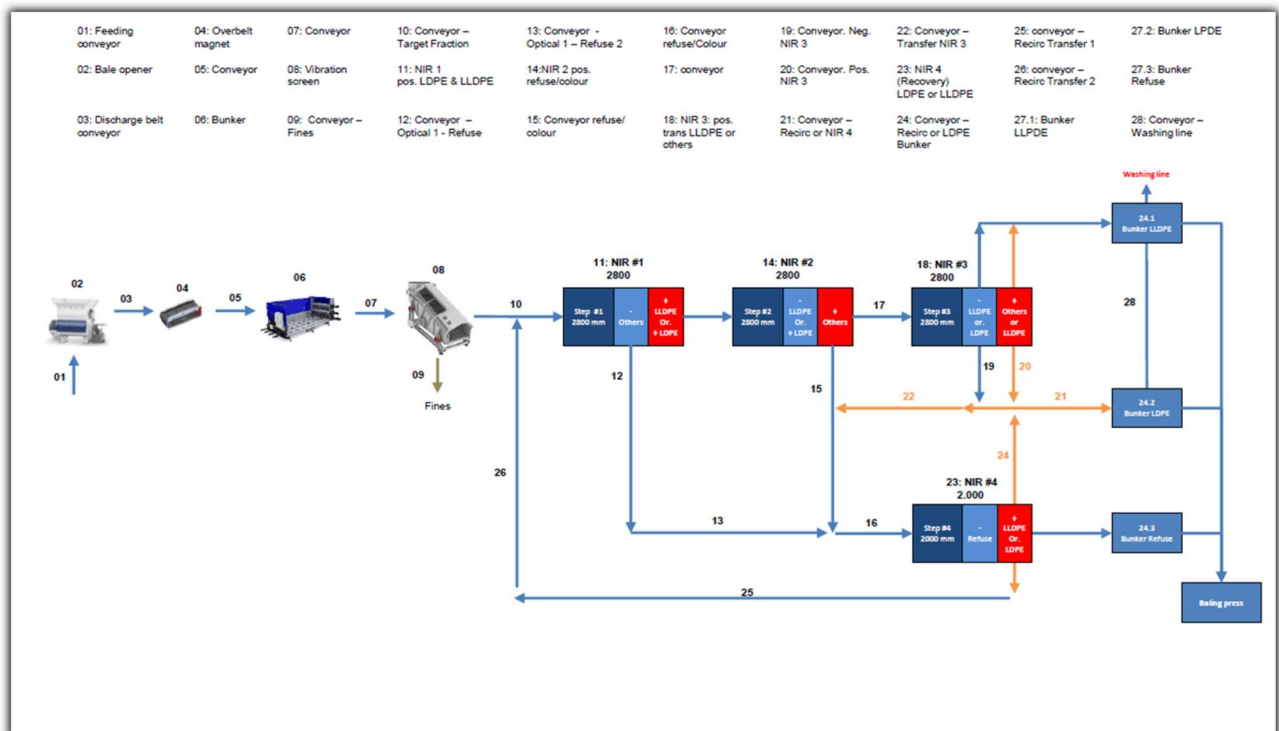 01: Feeding
conveyor
04: Overbelt
magnet
07: Conveyor
10: Conveyor –
Target Fraction
13: Conveyor -
Optical 1 – Refuse 2
16: Conveyor
refuse/Colour
19: Conveyor. Neg.
NIR 3
22: Conveyor –
Transfer NIR 3
25: conveyor –
Recirc Transfer 1
27.2: Bunker LPDE
02: Bale opener
05: Conveyor
08: Vibration
screen
11: NIR 1
pos. LDPE & LLDPE
14:NIR 2 pos.
refuse/colour
17: conveyor
20: Conveyor. Pos.
NIR 3
23: NIR 4
(Recovery)
LDPE or LLDPE
26: conveyor –
Recirc Transfer 2
27.3: Bunker
Refuse
03: Discharge belt
conveyor
06: Bunker
09: Conveyor –
Fines
12: Conveyor –
Optical 1 - Refuse
15: Conveyor refuse/
colour
18: NIR 3: pos.
trans LLDPE or
others
21: Conveyor –
Recirc or NIR 4
24: Conveyor –
Recirc or LDPE
Bunker
27.1: Bunker
LLPDE
28: Conveyor –
Washing line
Washing line
24.1
Bunker LLDPE
11: NIR #1
2800
14: NIR #2
2800
18: NIR #3
2800
02
03
04
05
06
07
08
10
Step #1
2800 mm
-
Others
+
LLDPE
Or.
+ LDPE
Step #2
2800 mm
-
LLDPE
Or.
+ LDPE
+
Others
17
Step #3
2800 mm
-
LLDPE
or.
LDPE
+
Others
or
LLDPE
28
01
09
Fines
12
15
19
20
22
21
24.2
Bunker LDPE
26
24
23: NIR #4
2.000
13
16
Step #4
2000 mm
-
Refuse
+
LLDPE
Or.
LDPE
24.3
Bunker Refuse
25
Baling press